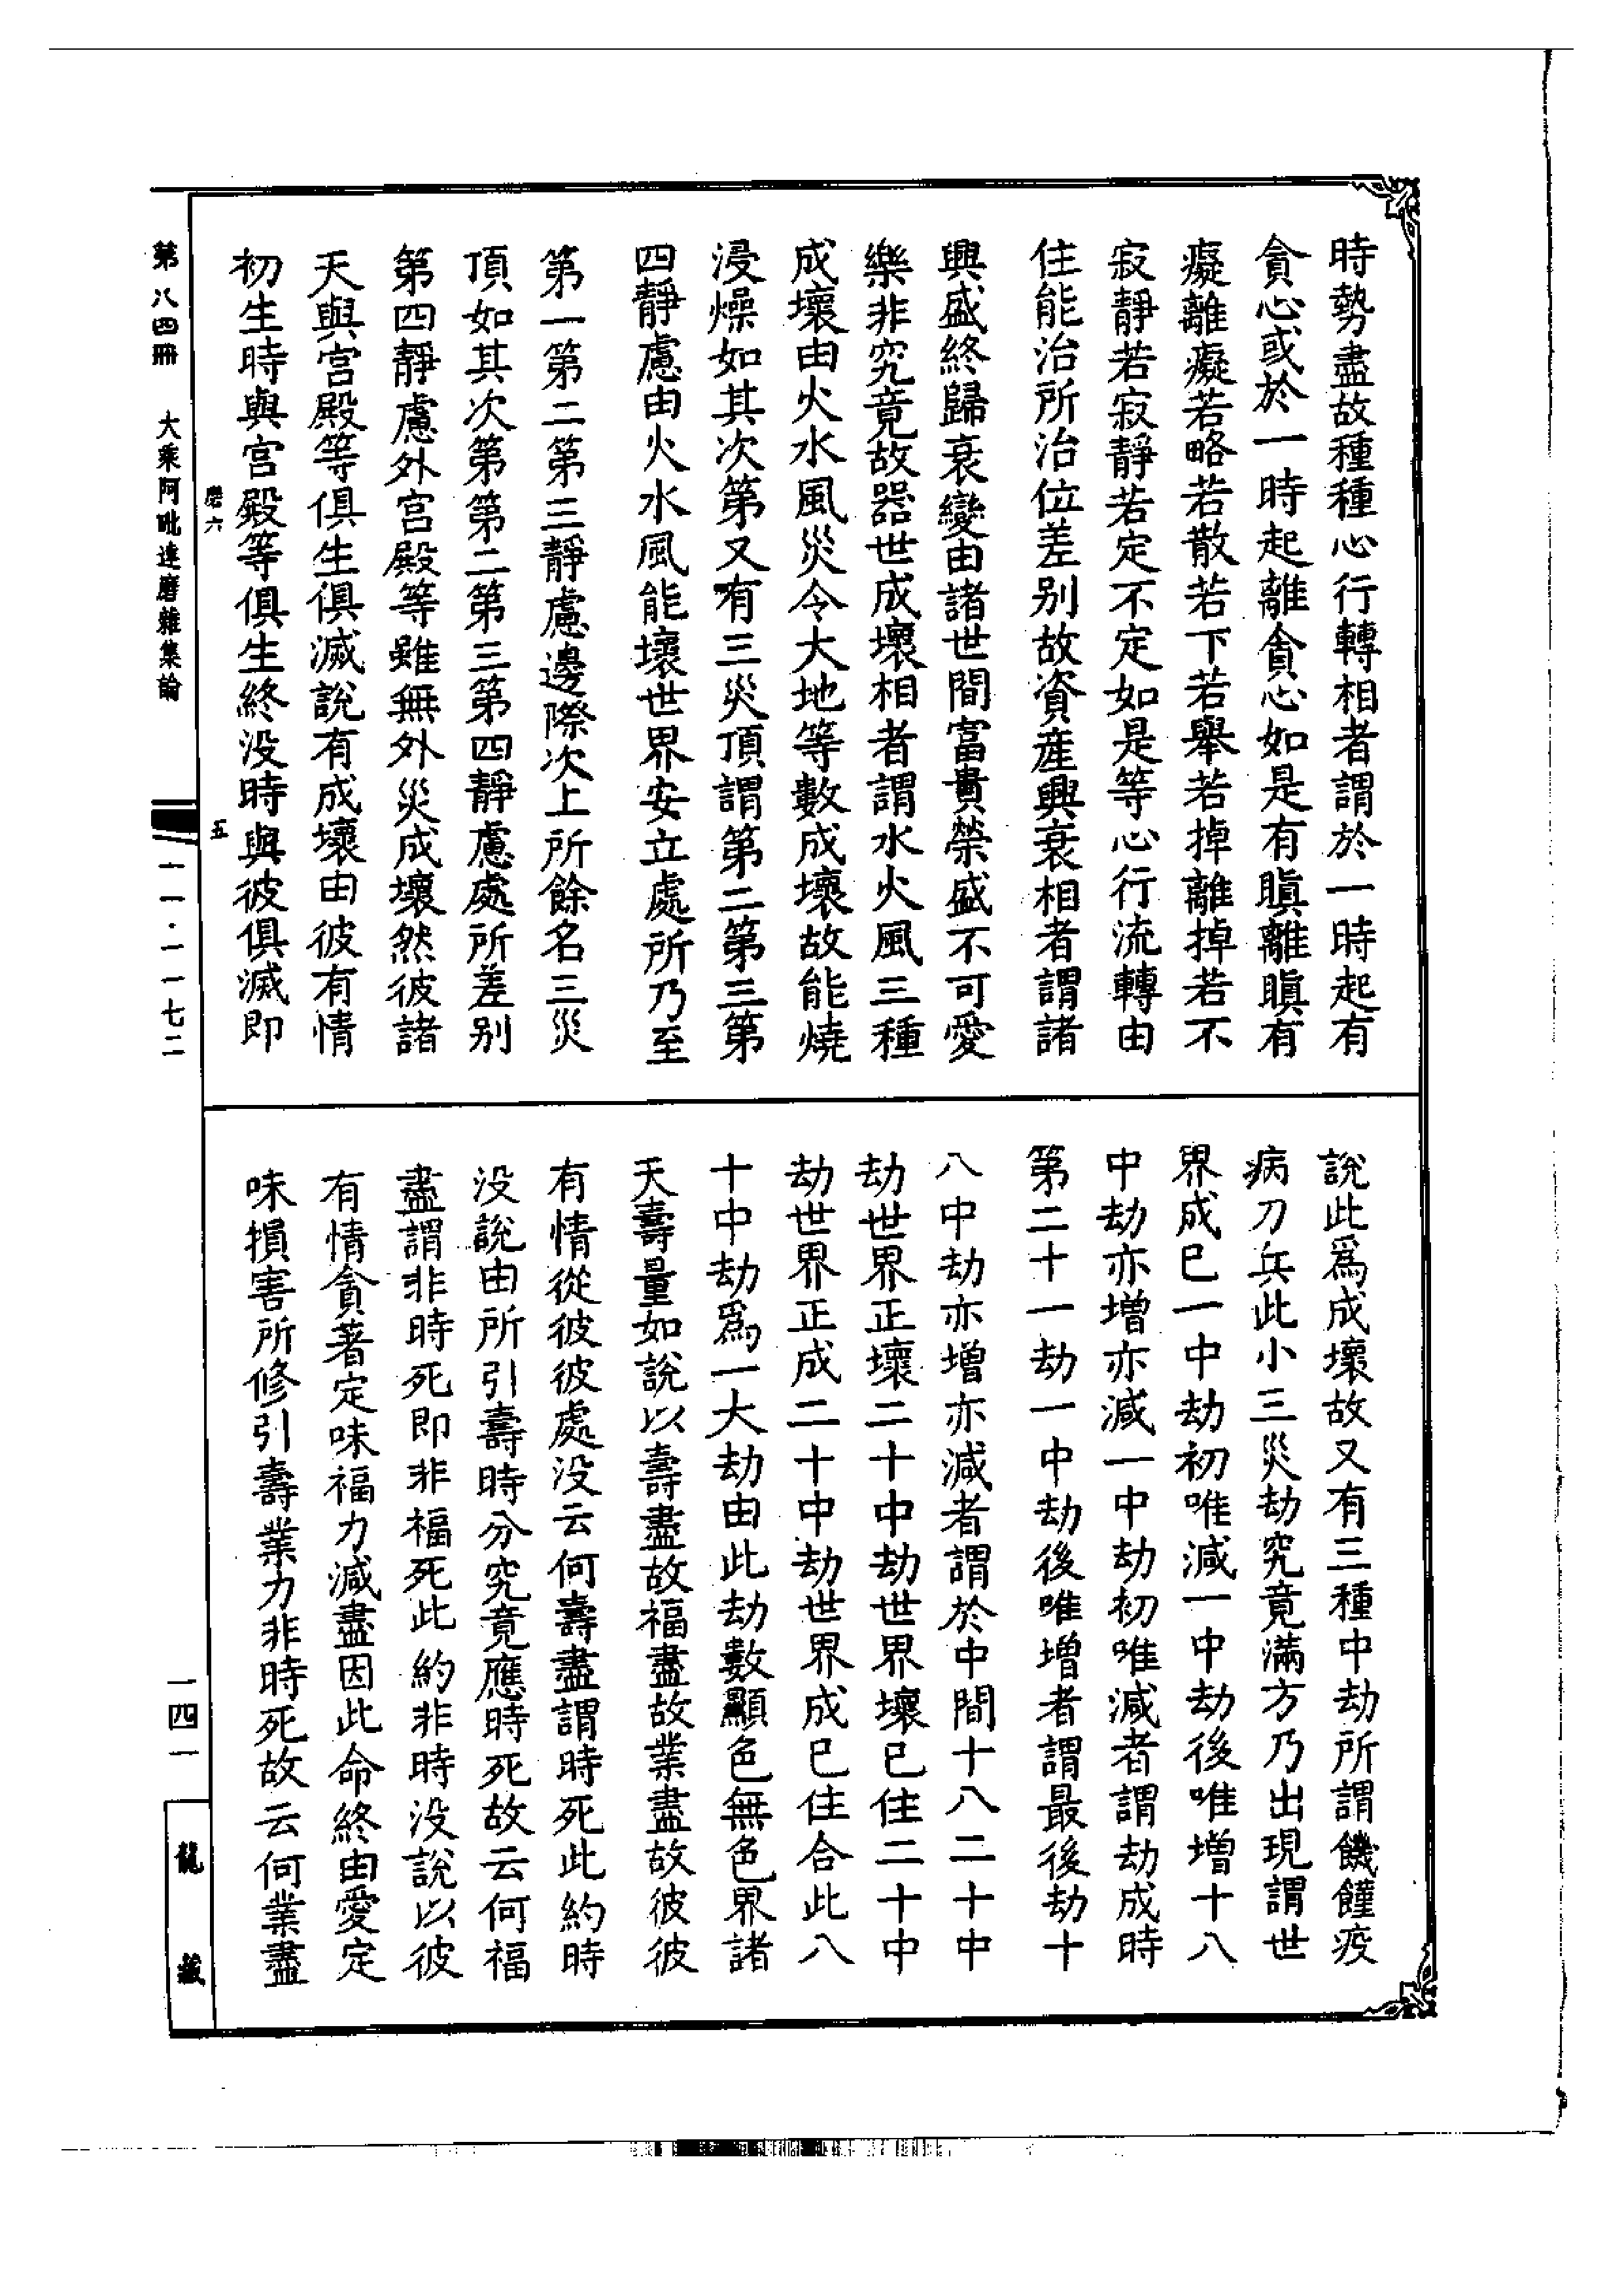 時勢盡故種種心行轉相者謂於一時起有
貪心或於一時起離貪心如是有瞋離瞋有
癡離癡若略若散若下若舉若掉離掉若不
寂靜若寂靜若定不定如是等心行流轉由
住能治所治位差别故資產興衰相者謂諸
興盛終歸衰變由諸世間富貴榮盛不可愛
樂非究竟故器世成壞相者謂水火風三種
成壞由火水風災令大地等數成壞故能燒
浸燥如其次第又有三災頂謂第二第三第
四靜慮由火水風能壞世界安立處所乃至
第一第二第三靜慮邊際次上所餘名三災
頂如其次第第二第三第四靜慮處所差别
第四靜慮外宫殿等雖無外災成壞然彼諸
天與宫殿等俱生俱滅說有成壞由彼有情
初生時與宫殿等俱生終没時與彼俱滅即
說此爲成壞故又有三種中劫所謂饑饉疫
病刀兵此小三災劫究竟滿方乃出現謂世
界成已一中劫初唯減一中劫後唯增十八
中劫亦增亦減一中劫初唯減者謂劫成時
第二十一劫一中劫後唯增者謂最後劫十
八中劫亦增亦減者謂於中間十八二十中
劫世界正壞二十中劫世界壞已住二十中
劫世界正成二十中劫世界成已住合此八
十中劫爲一大劫由此劫數顯色無色界諸
天壽量如說以壽盡故福盡故業盡故彼彼
有情從彼彼處没云何壽盡謂時死此約時
没說由所引壽時分究竟應時死故云何福
盡謂非時死即非福死此約非時没說以彼
有情貪著定味福力減盡因此命終由愛定
味損害所修引壽業力非時死故云何業盡
磨六
五
第八四冊 大乘阿毗達磨雜集論
一一·一一七二
一四一
龍藏